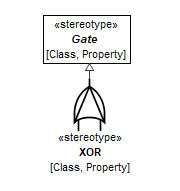 «stereotype»
Gate
[Class, Property]
«stereotype»
XOR
[Class, Property]